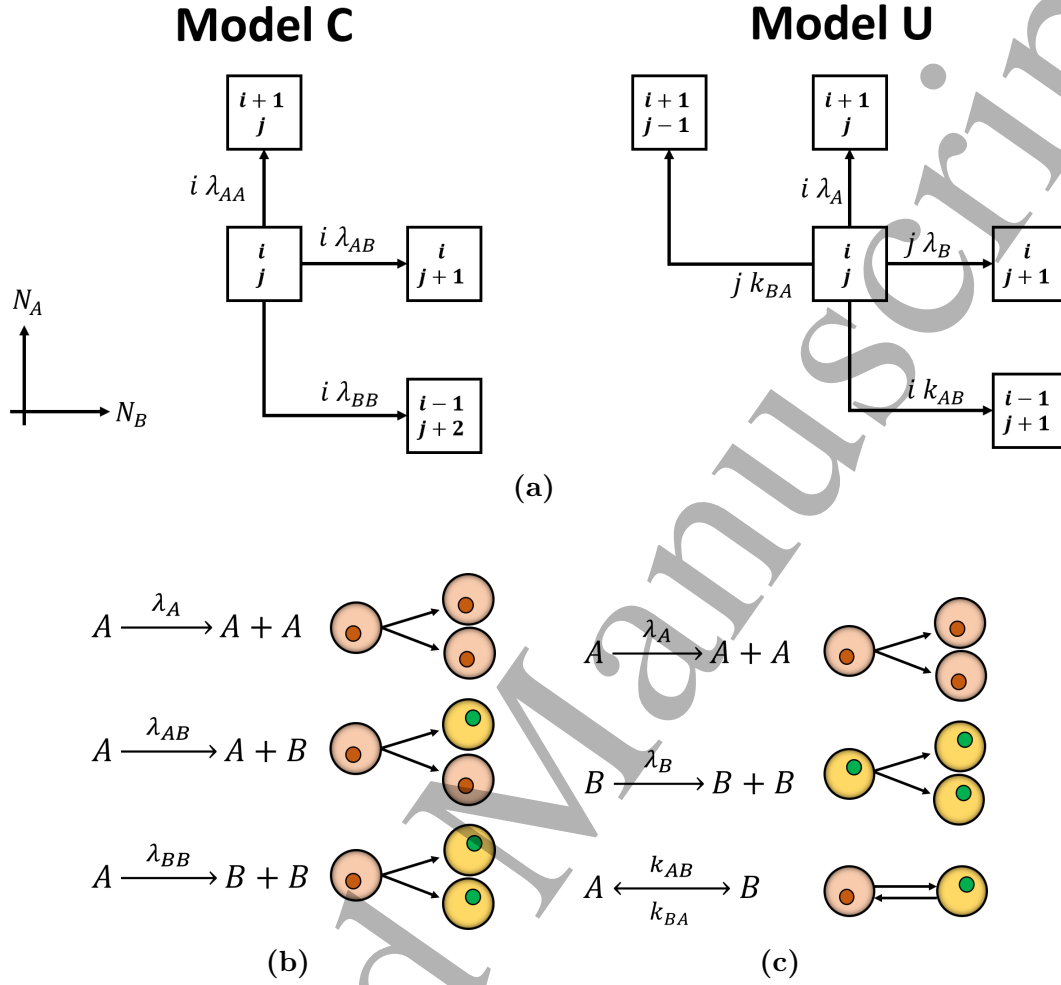 Model C
Model U
i + 1
j
i λ_AA
i
j
i λ_AB
i
j + 1
i λ_BB
i − 1
j + 2
N_A
N_B
i + 1
j − 1
i + 1
j
i λ_A
i
j
j λ_B
i
j + 1
j k_BA
i k_AB
i − 1
j + 1
(a)
A λ_A→ A + A
A λ_AB→ A + B
A λ_BB→ B + B
(b)
A λ_A→ A + A
B λ_B→ B + B
A k_AB ↔ k_BA B
(c)
d Manuscrip